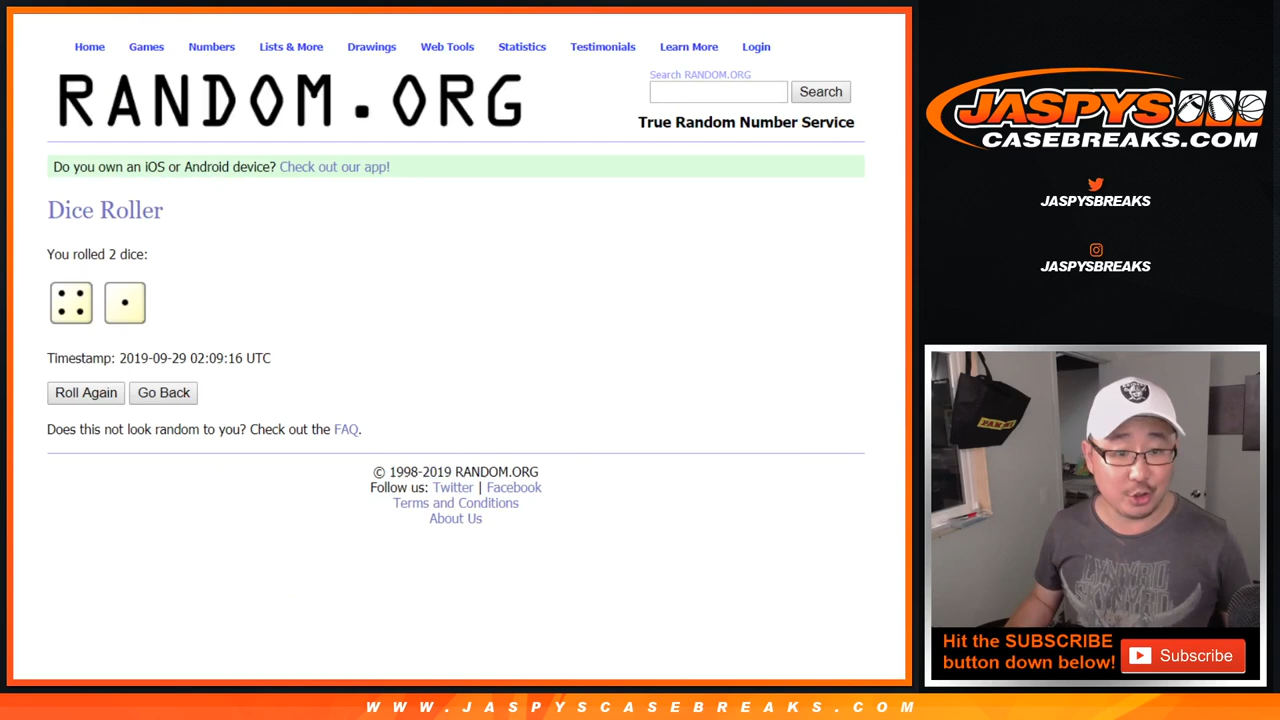 Home Games Numbers Lists & More Drawings Web Tools Statistics Testimonials Learn More Login
RANDOM.ORG
Search RANDOM.ORG
Search
True Random Number Service
Do you own an iOS or Android device? Check out our app!
Dice Roller
You rolled 2 dice:
Timestamp: 2019-09-29 02:09:16 UTC
Roll Again Go Back
Does this not look random to you? Check out the FAQ.
© 1998-2019 RANDOM.ORG
Follow us: Twitter | Facebook
Terms and Conditions
About Us
JASPYS
CASEBREAKS.COM
JASPYSBREAKS
JASPYSBREAKS
PANINI
LYNYRD
SKYNYRD
Hit the SUBSCRIBE
button down below!
Subscribe
WWW.JASPYSCASEBREAKS.COM